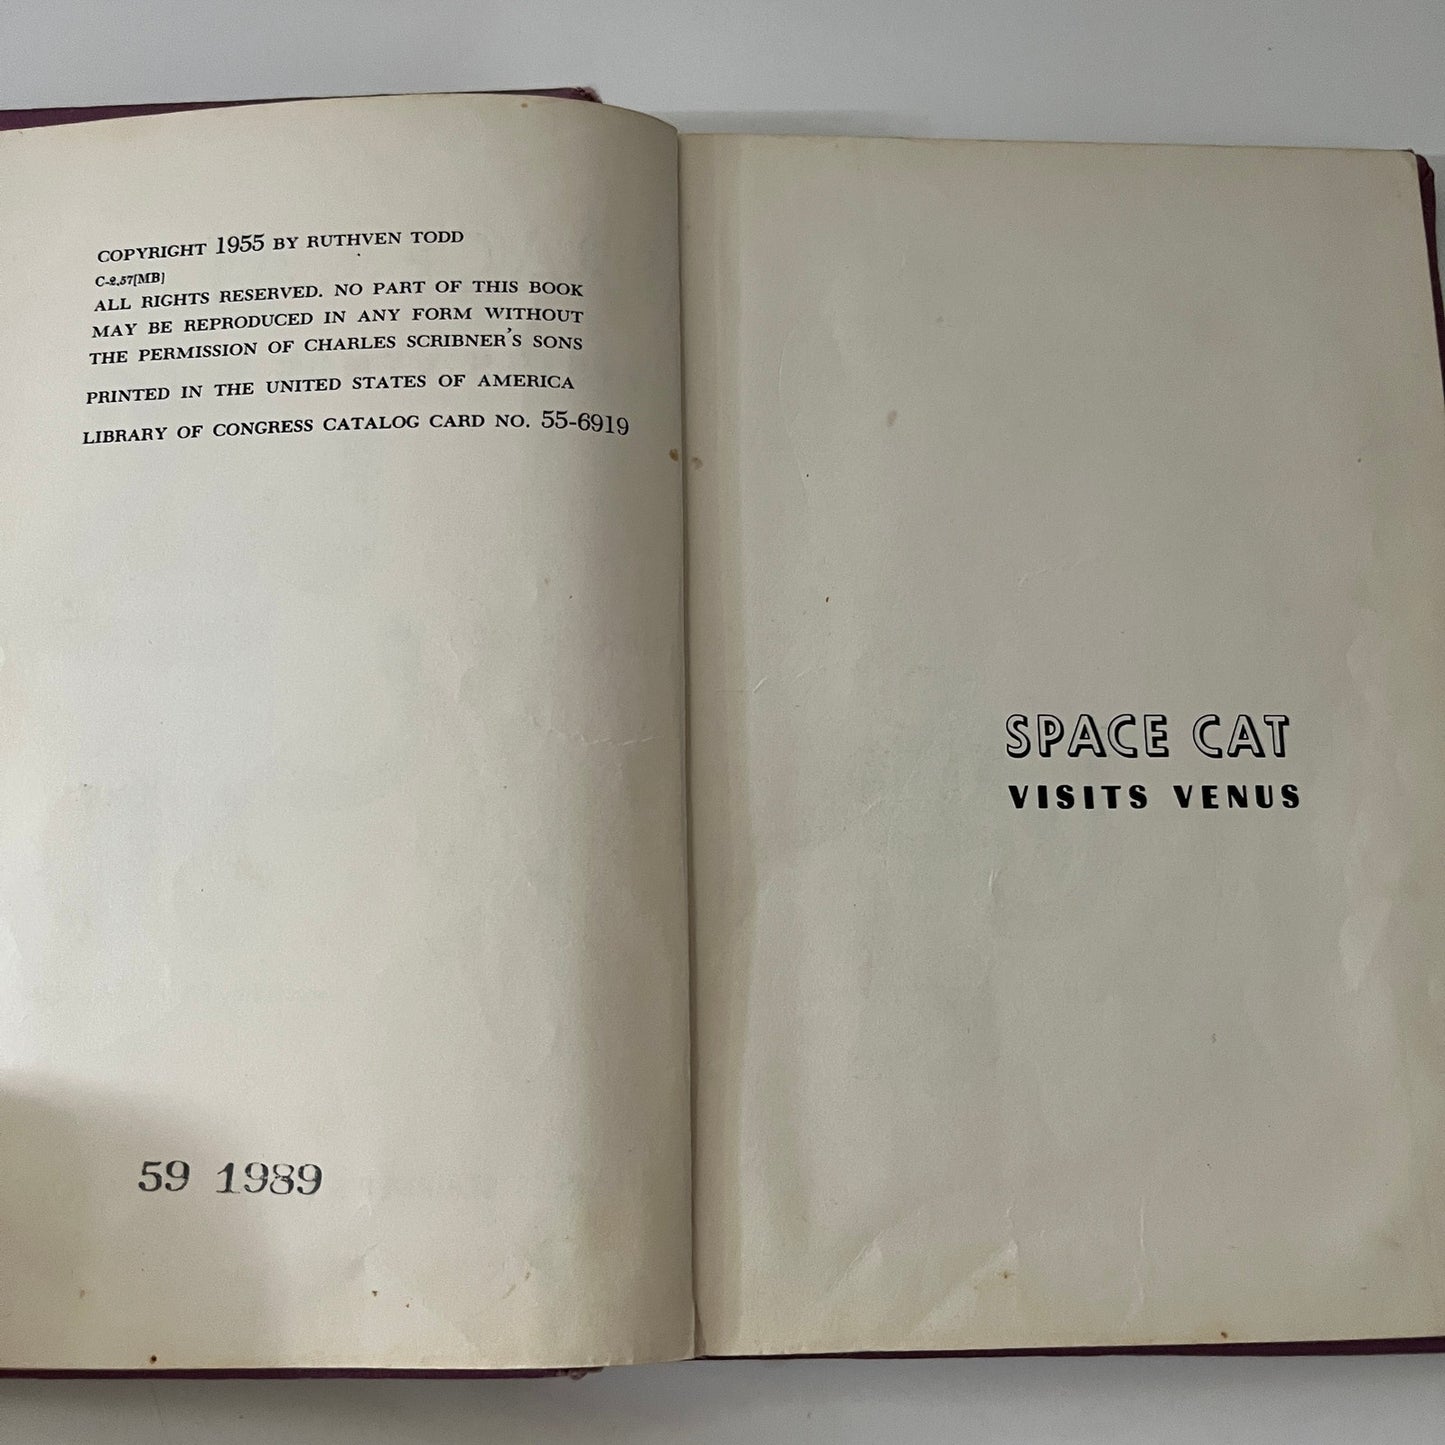 COPYRIGHT 1955 BY RUTHVEN TODD
C-2.57[MB]
ALL RIGHTS RESERVED. NO PART OF THIS BOOK
MAY BE REPRODUCED IN ANY FORM WITHOUT
THE PERMISSION OF CHARLES SCRIBNER'S SONS
PRINTED IN THE UNITED STATES OF AMERICA
LIBRARY OF CONGRESS CATALOG CARD NO. 55-6919
59 1989
SPACE CAT
VISITS VENUS